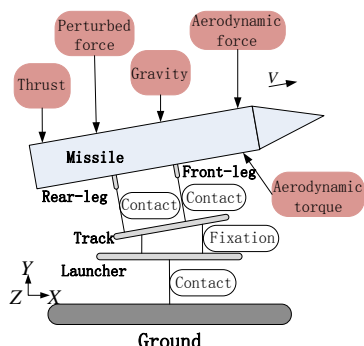 Perturbed
force
Aerodynamic
force
Thrust
Gravity
V
Missile
Front-leg
Rear-leg
Contact
Contact
Aerodynamic
torque
Track
Fixation
Launcher
Contact
Y
Z
X
Ground